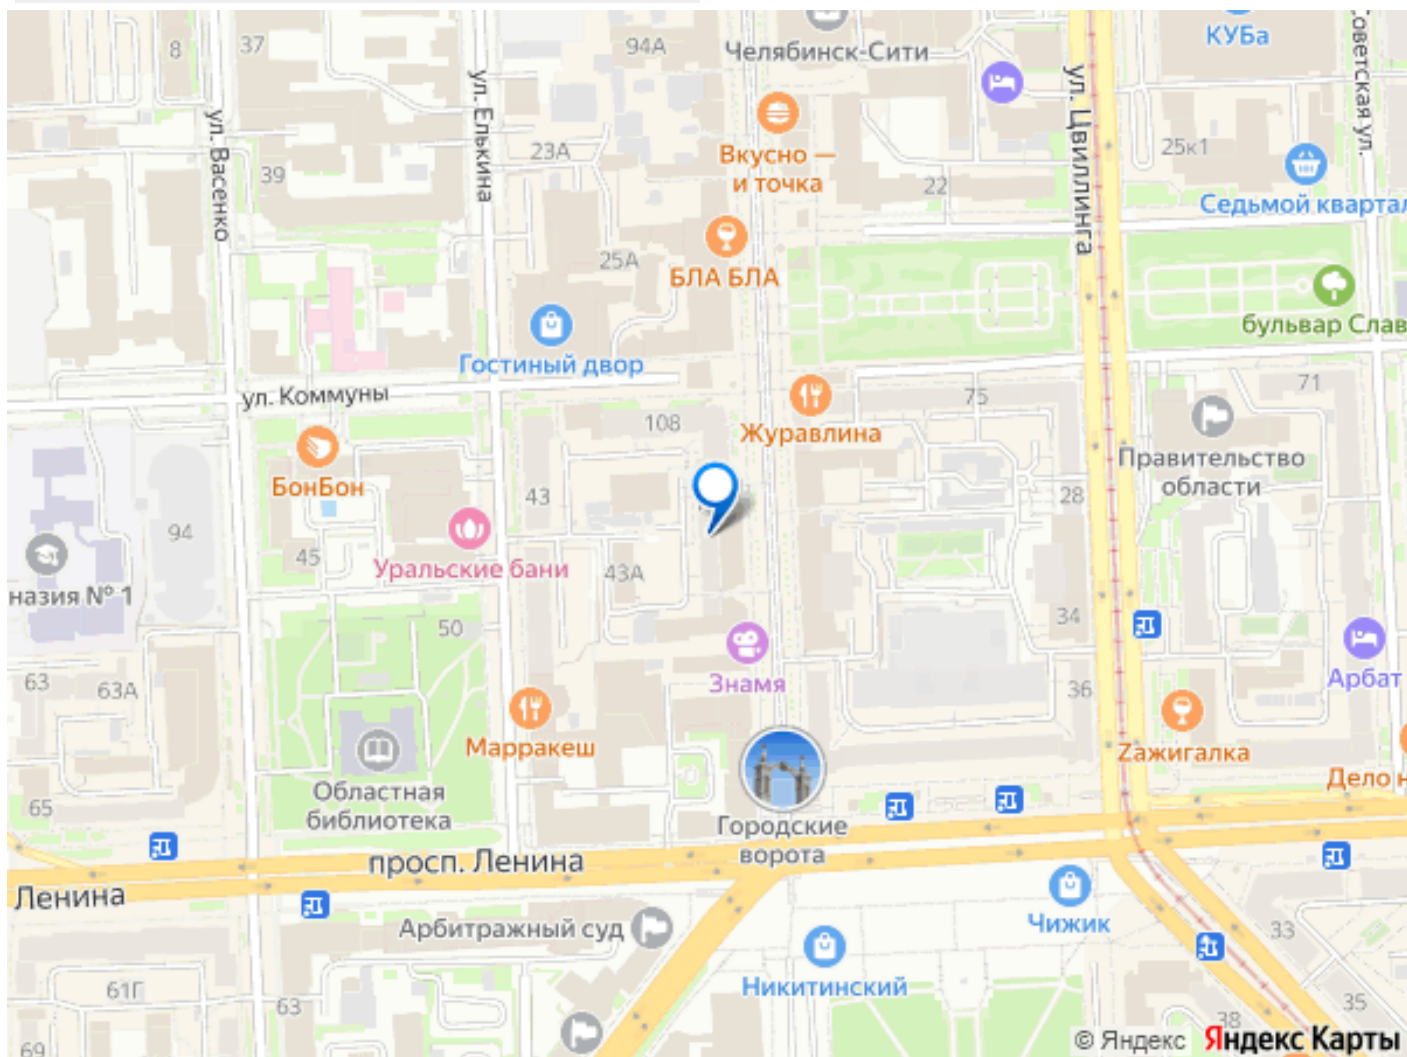 8
37
94А
Челябинск-Сити
КУБа
Советская ул.
ул. Васенко
ул. Елькина
ул. Цвиллинга
Вкусно —
и точка
23А
39
22
25к1
Седьмой квартал
25А
БЛА БЛА
бульвар Слав
Гостиный двор
ул. Коммуны
108
Журавлина
75
71
Правительство
области
БонБон
43
28
94
45
Уральские бани
43А
назия № 1
50
34
63
63А
Знамя
36
Арбат
Марракеш
Zажигалка
Дело н
65
Областная
библиотека
Городские
ворота
просп. Ленина
Ленина
Арбитражный суд
Чижик
33
Никитинский
61Г
63
38
35
69
© Яндекс Яндекс Карты